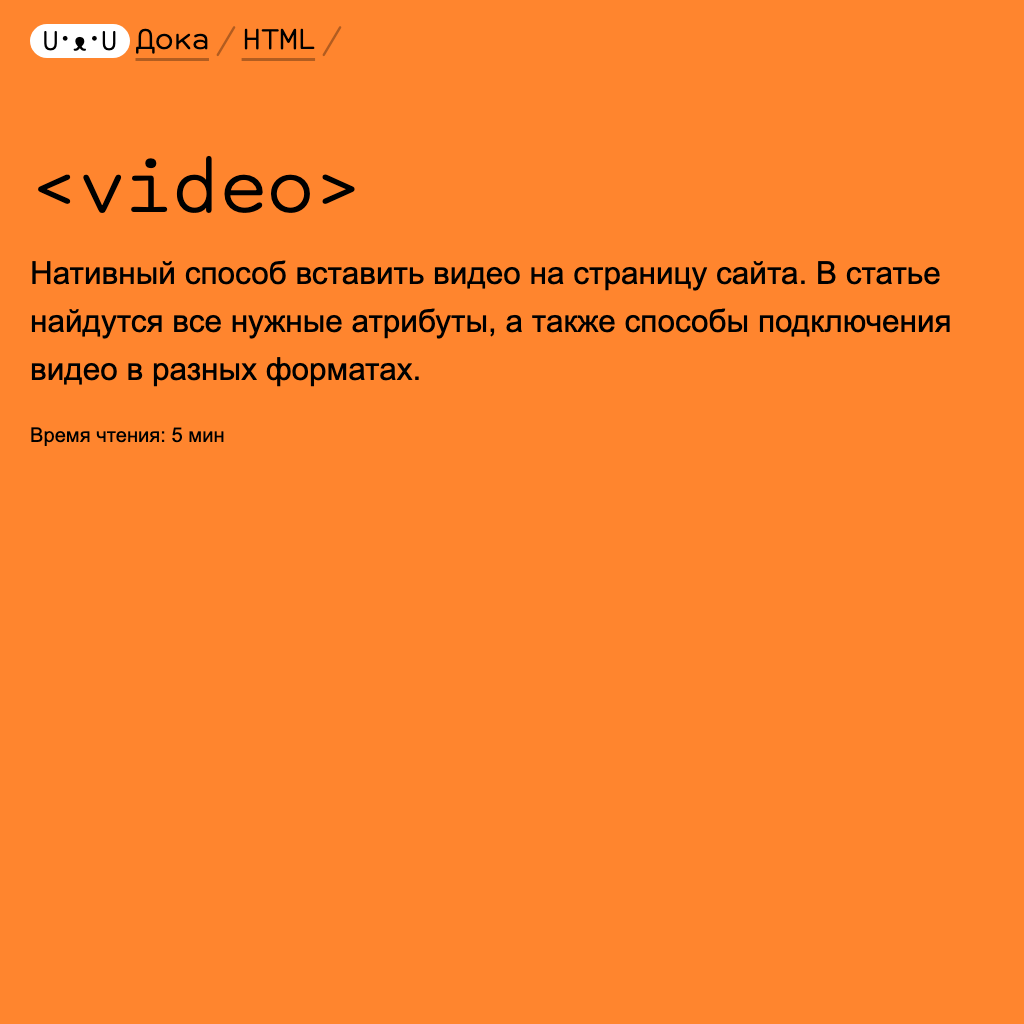 U·ᴥ·U Дока / HTML /
<video>
Нативный способ вставить видео на страницу сайта. В статье
найдутся все нужные атрибуты, а также способы подключения
видео в разных форматах.
Время чтения: 5 мин